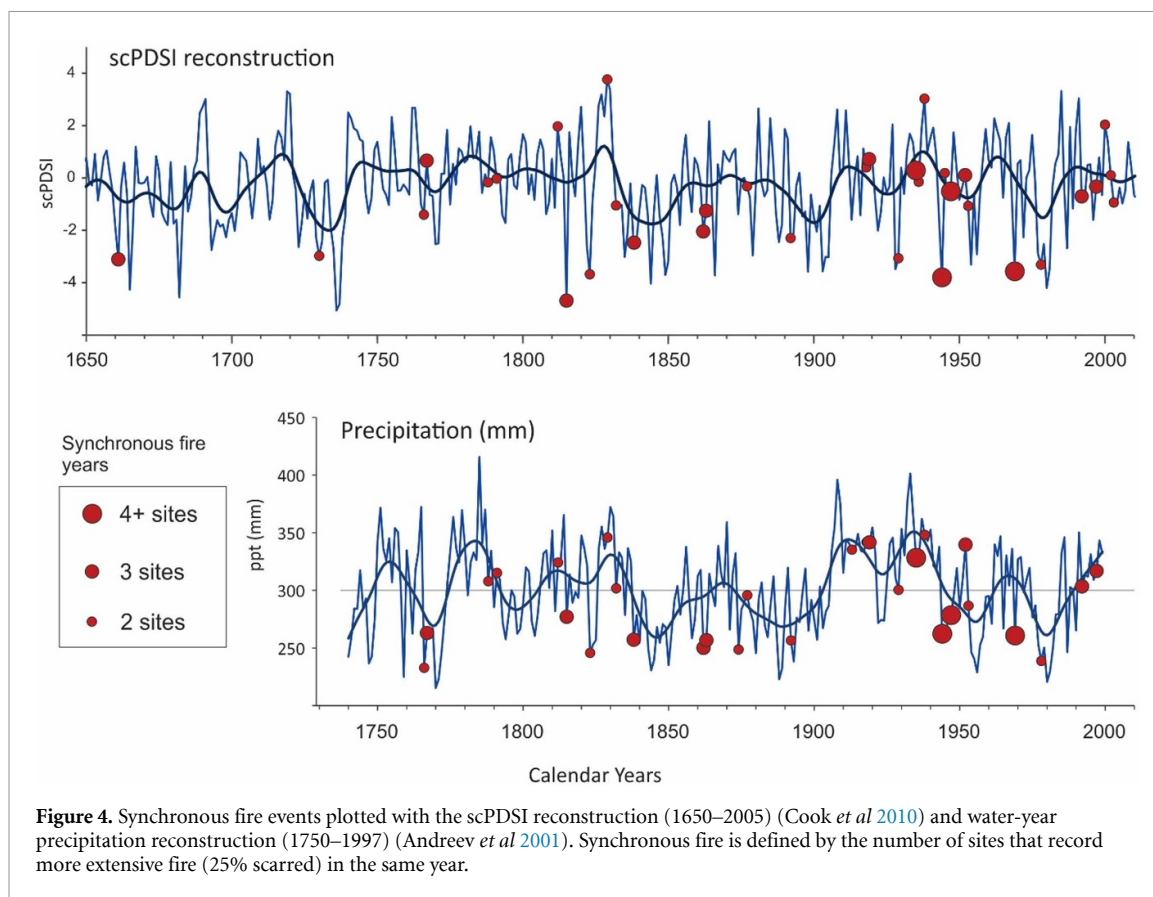 scPDSI reconstruction
4
2
0
-2
-4
scPDSI
1650 1700 1750 1800 1850 1900 1950 2000
Precipitation (mm)
450
400
350
300
250
ppt (mm)
Synchronous fire
years
4+ sites
3 sites
2 sites
1750 1800 1850 1900 1950 2000
Calendar Years
Figure 4. Synchronous fire events plotted with the scPDSI reconstruction (1650–2005) (Cook et al 2010) and water-year
precipitation reconstruction (1750–1997) (Andreev et al 2001). Synchronous fire is defined by the number of sites that record
more extensive fire (25% scarred) in the same year.